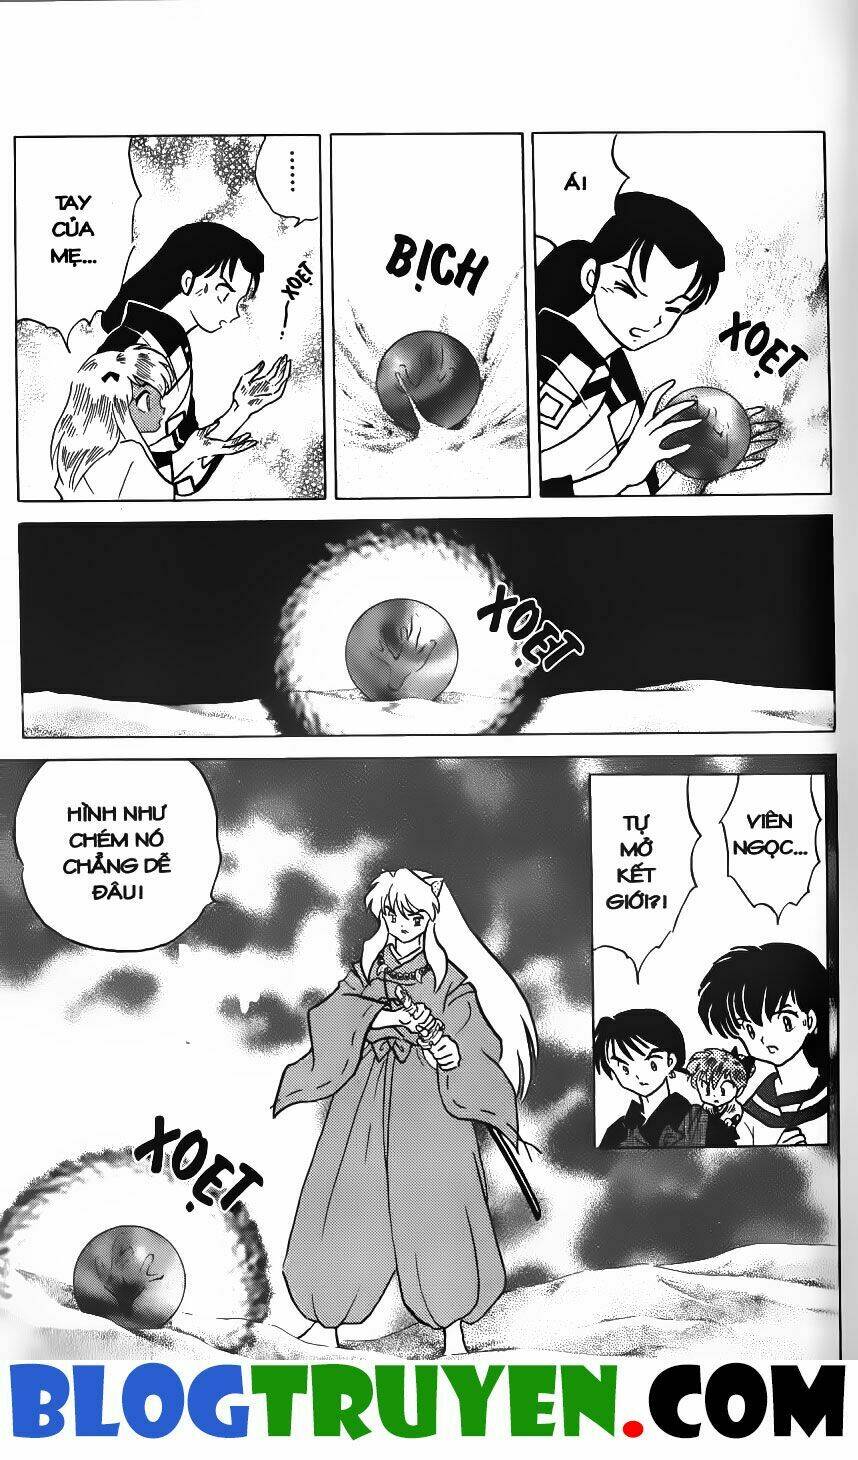 ÁI
XOẸT
BỊCH
......
TAY
CỦA
MẸ...
XOẸT
XOẸT
VIÊN
NGỌC...
TỰ
MỞ
KẾT
GIỚI?!
HÌNH NHƯ
CHÉM NÓ
CHẲNG DỄ
ĐÂU!
XOẸT
BLOGTRUYEN.COM